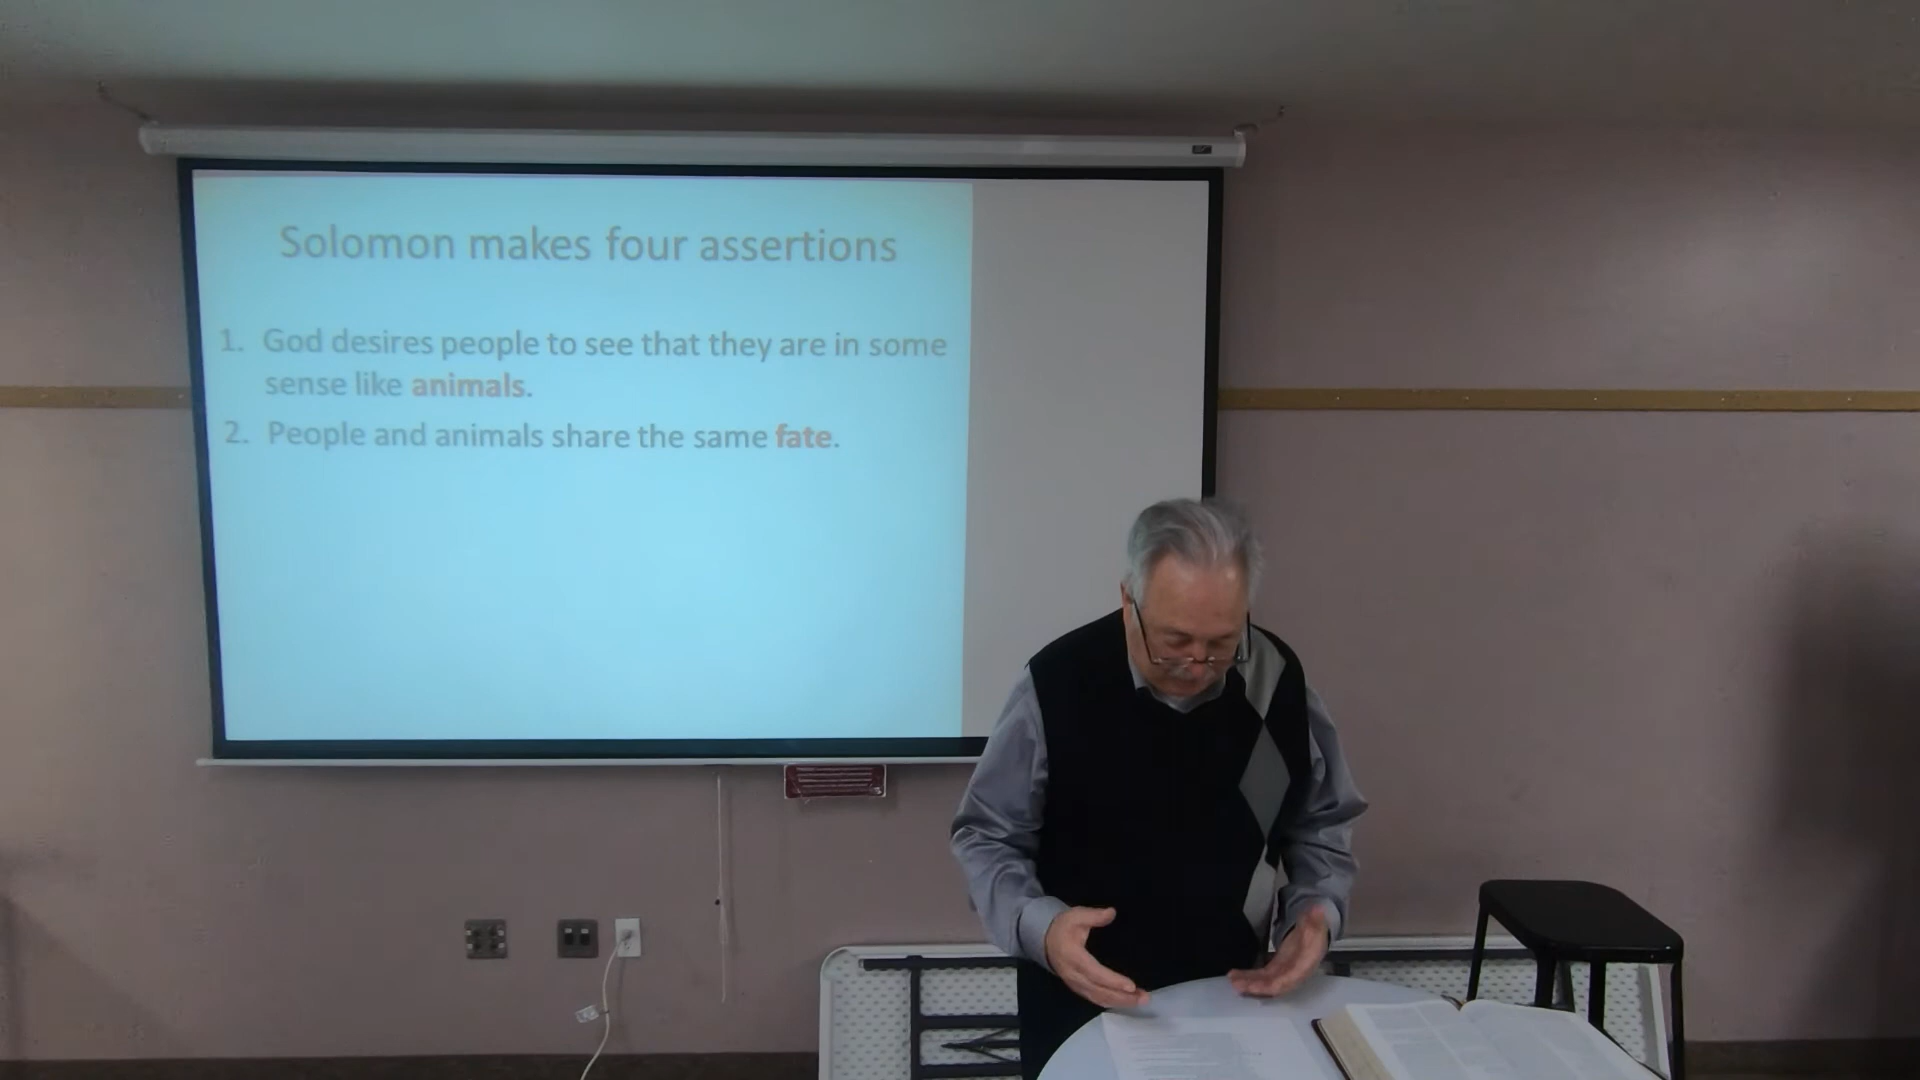 Solomon makes four assertions
1. God desires people to see that they are in some
sense like animals.
2. People and animals share the same fate.